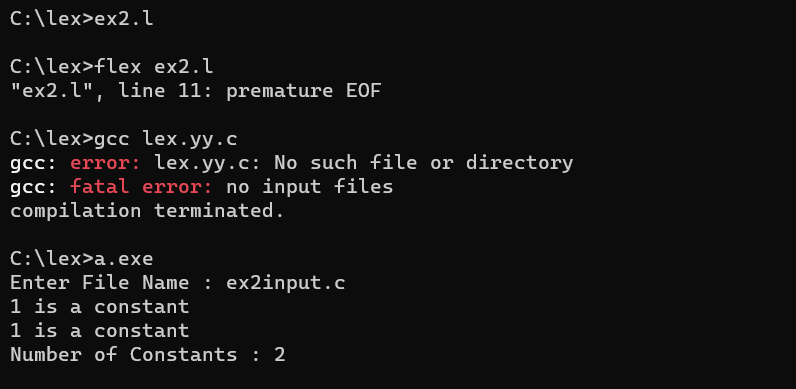 C:\lex>ex2.l
C:\lex>flex ex2.l
"ex2.l", line 11: premature EOF
C:\lex>gcc lex.yy.c
gcc: error: lex.yy.c: No such file or directory
gcc: fatal error: no input files
compilation terminated.
C:\lex>a.exe
Enter File Name : ex2input.c
1 is a constant
1 is a constant
Number of Constants : 2